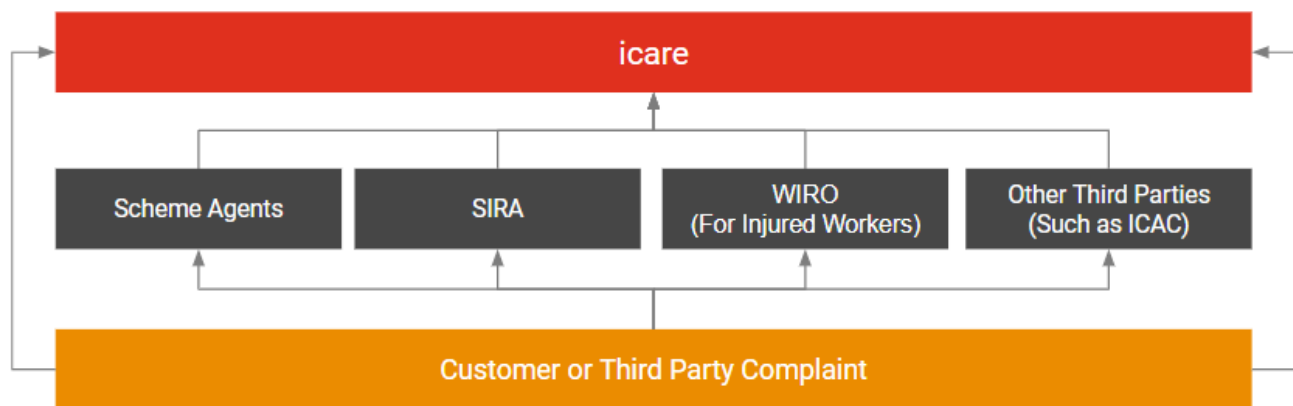 icare
Scheme Agents
SIRA
WIRO
(For Injured Workers)
Other Third Parties
(Such as ICAC)
Customer or Third Party Complaint